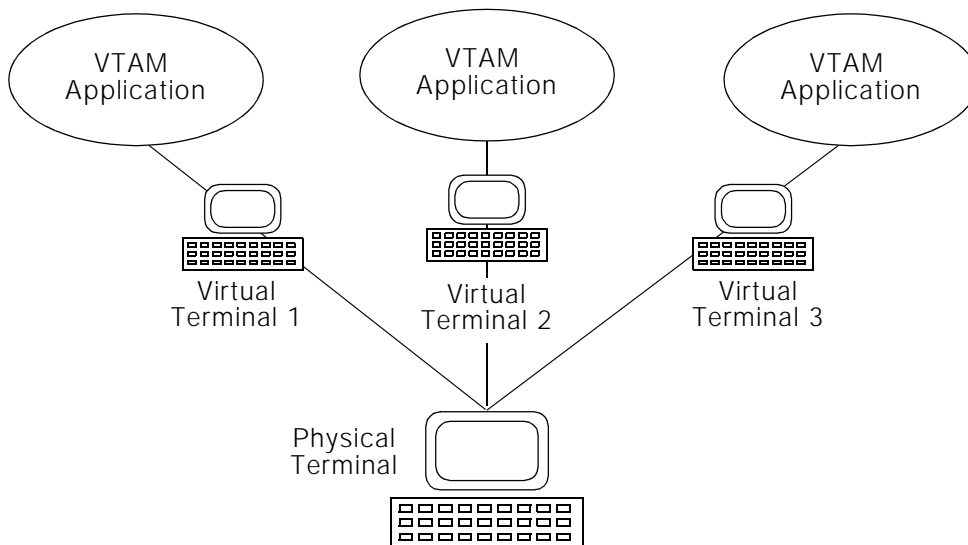 VTAM
Application
VTAM
Application
VTAM
Application
Virtual
Terminal 1
Virtual
Terminal 2
Virtual
Terminal 3
Physical
Terminal